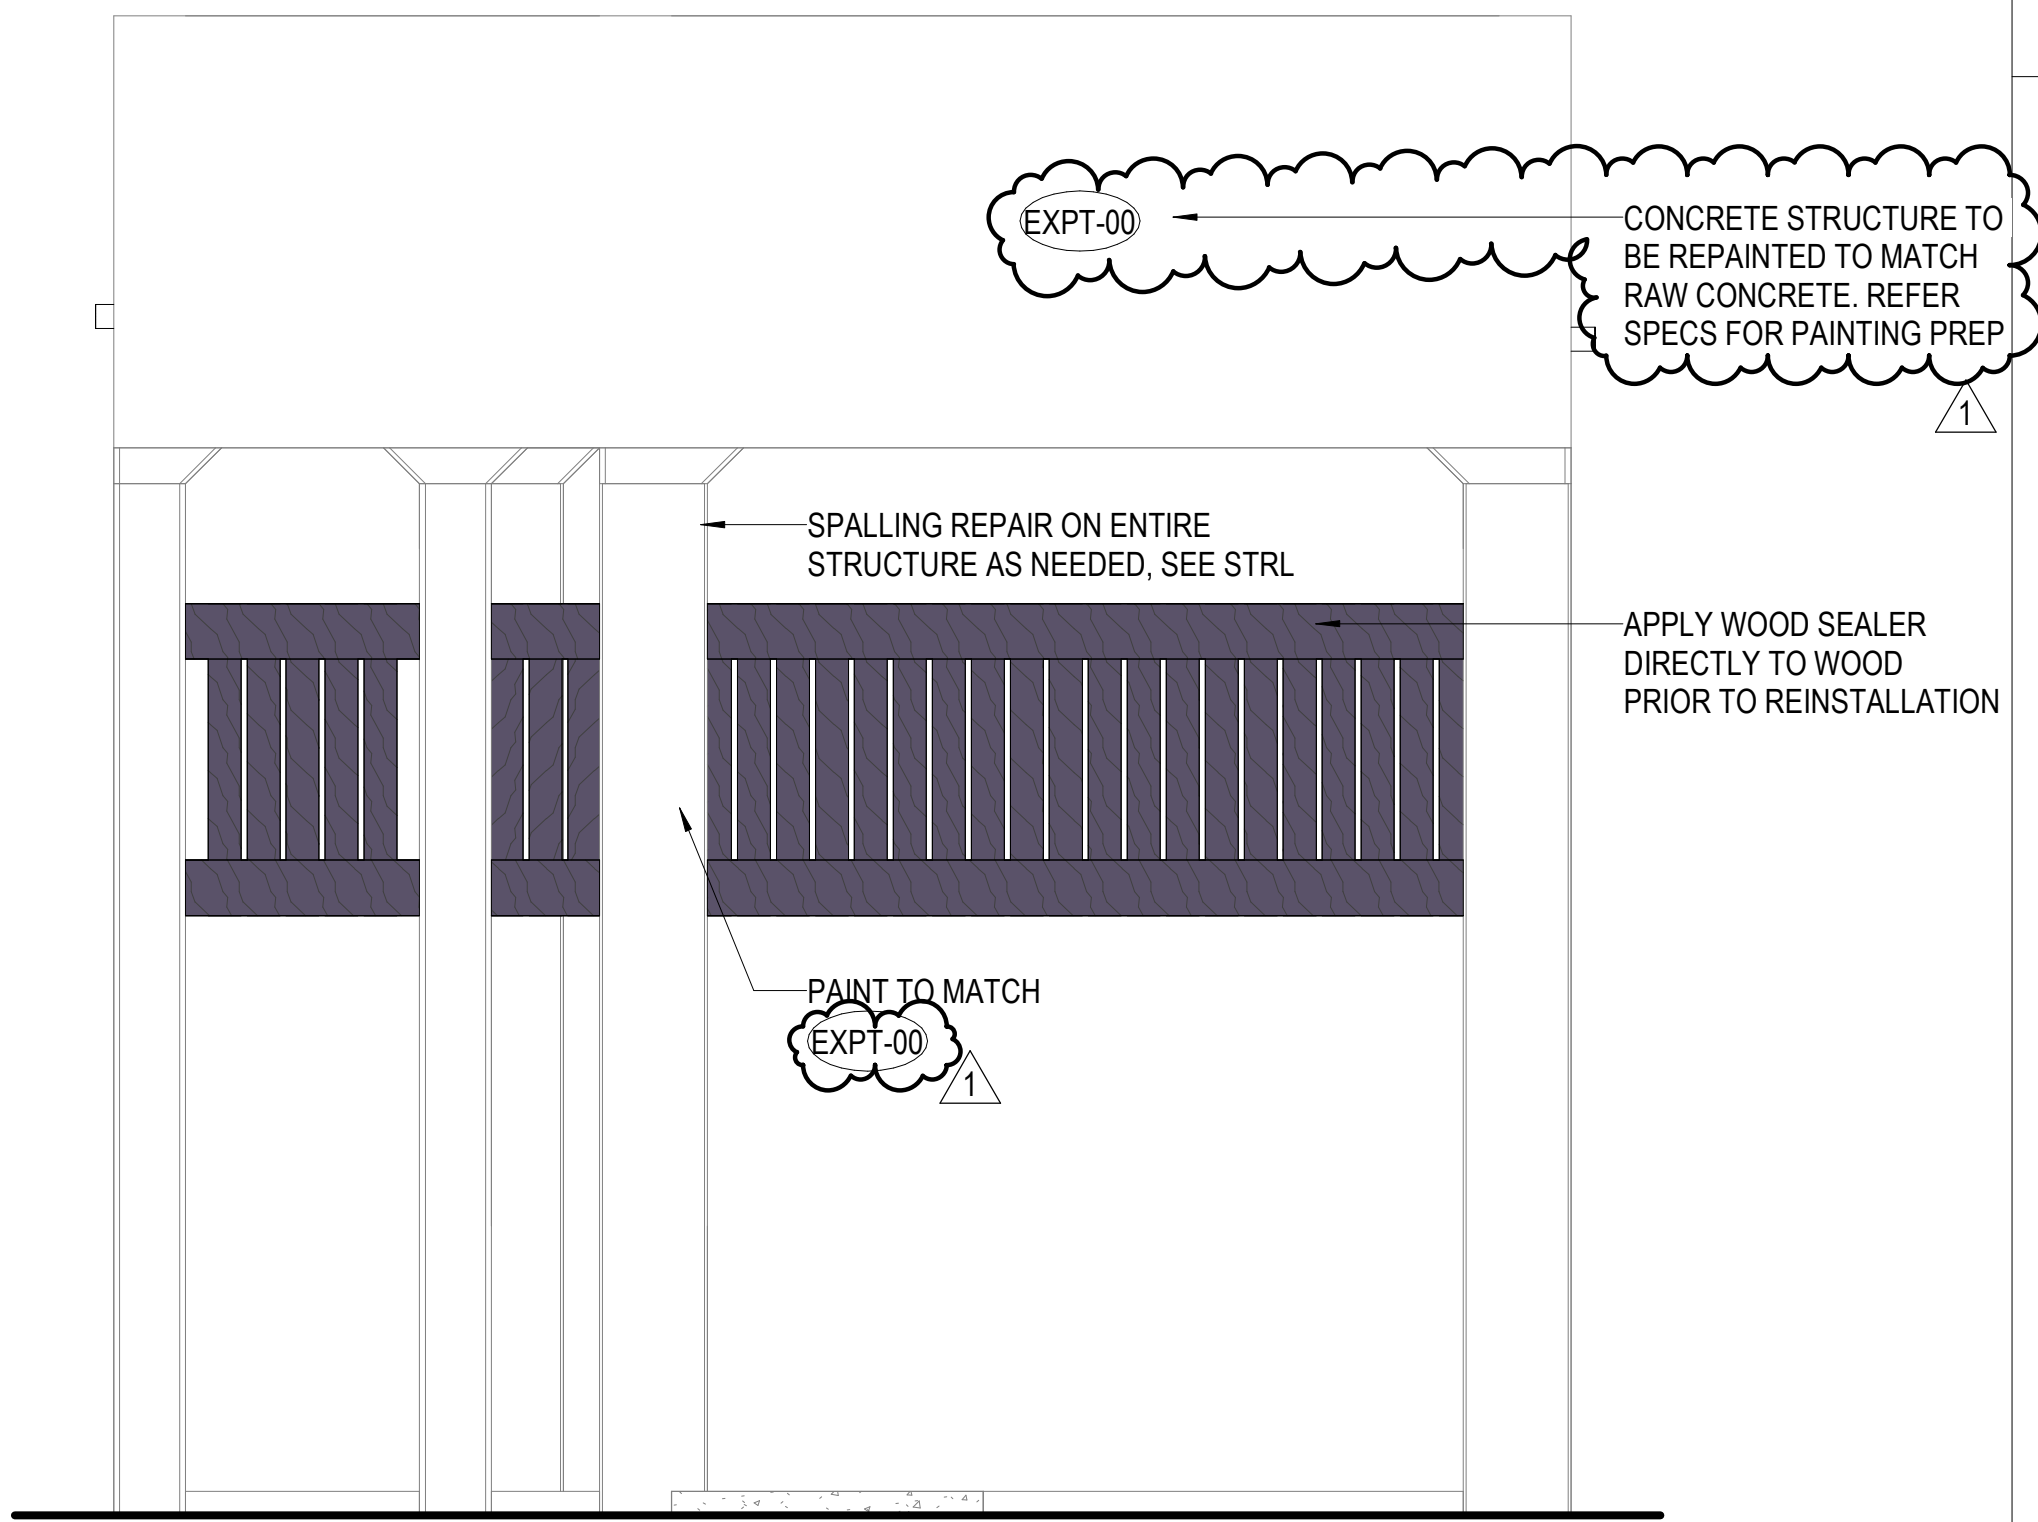 EXPT-00
CONCRETE STRUCTURE TO
BE REPAINTED TO MATCH
RAW CONCRETE. REFER
SPECS FOR PAINTING PREP
1
SPALLING REPAIR ON ENTIRE
STRUCTURE AS NEEDED, SEE STRL
APPLY WOOD SEALER
DIRECTLY TO WOOD
PRIOR TO REINSTALLATION
PAINT TO MATCH
EXPT-00
1